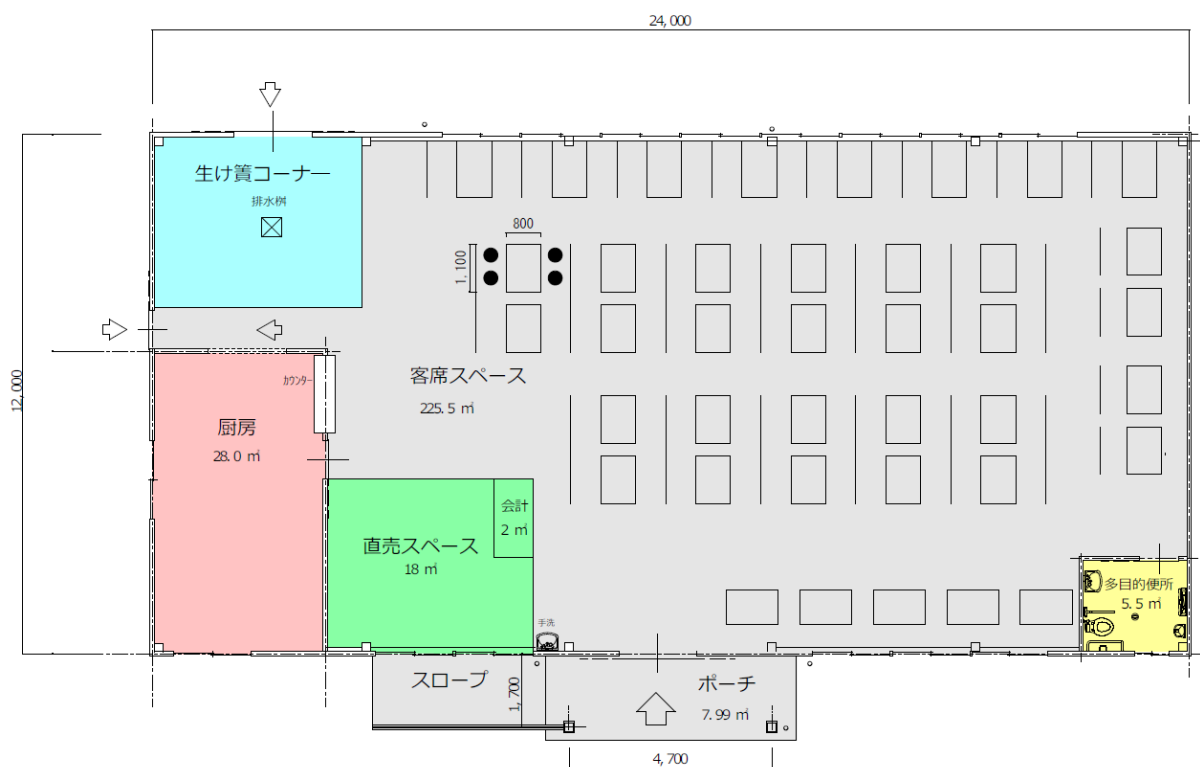 24,000
生け簀コーナー
排水桝
800
1,100
12,000
カウンター
客席スペース
225.5 ㎡
厨房
28.0 ㎡
会計
2 ㎡
直売スペース
18 ㎡
多目的便所
5.5 ㎡
手洗
スロープ
1,700
ポーチ
7.99 ㎡
4,700